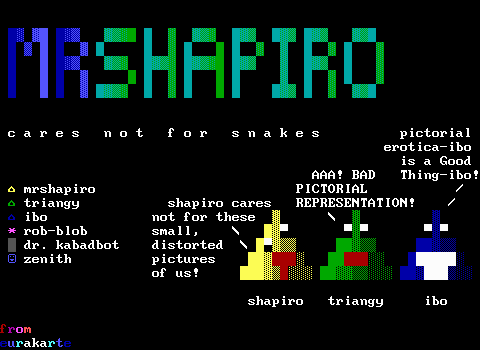 MRSHAPIRO
cares not for snakes
pictorial
erotica-ibo
is a Good
Thing-ibo!
AAA! BAD
PICTORIAL
REPRESENTATION!
shapiro cares
not for these
small,
distorted
pictures
of us!
mrshapiro
triangy
ibo
rob-blob
dr. kabadbot
zenith
shapiro
triangy
ibo
from
eurakarte